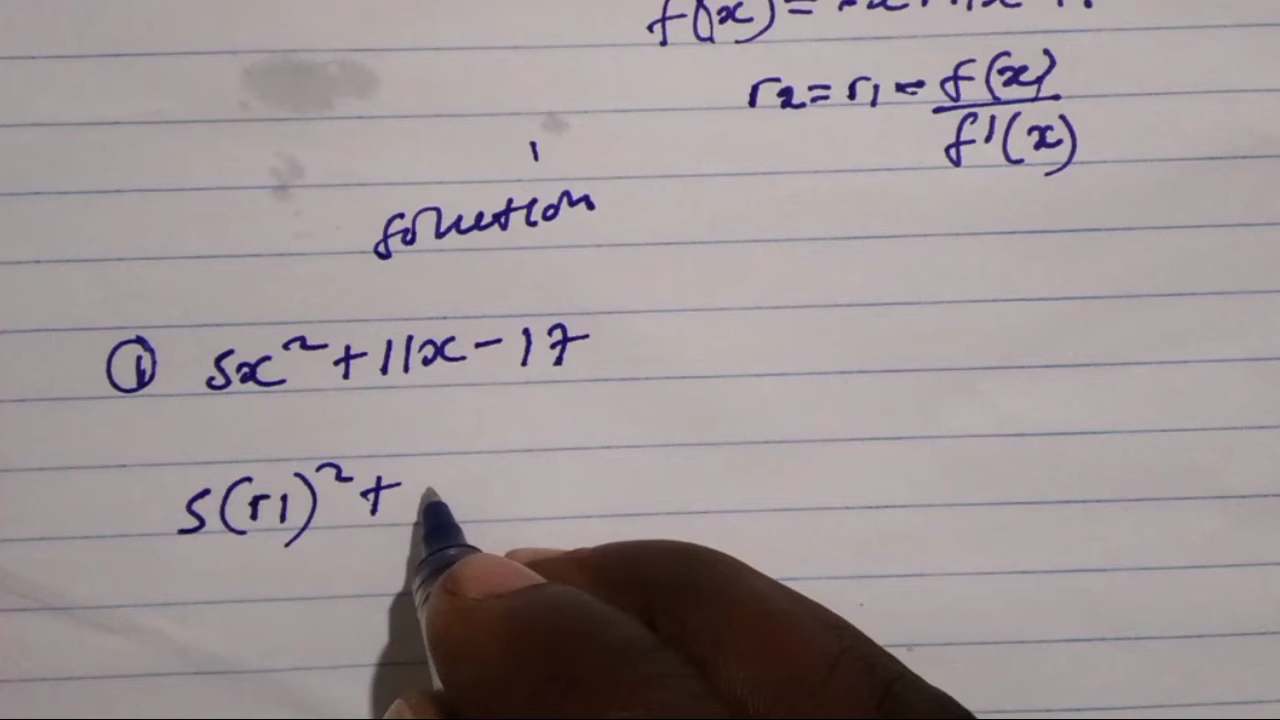 f(x) =
r2 = r1 - f(x)
f'(x)
solution
① 5x² + 11x - 17
5(r1)² +